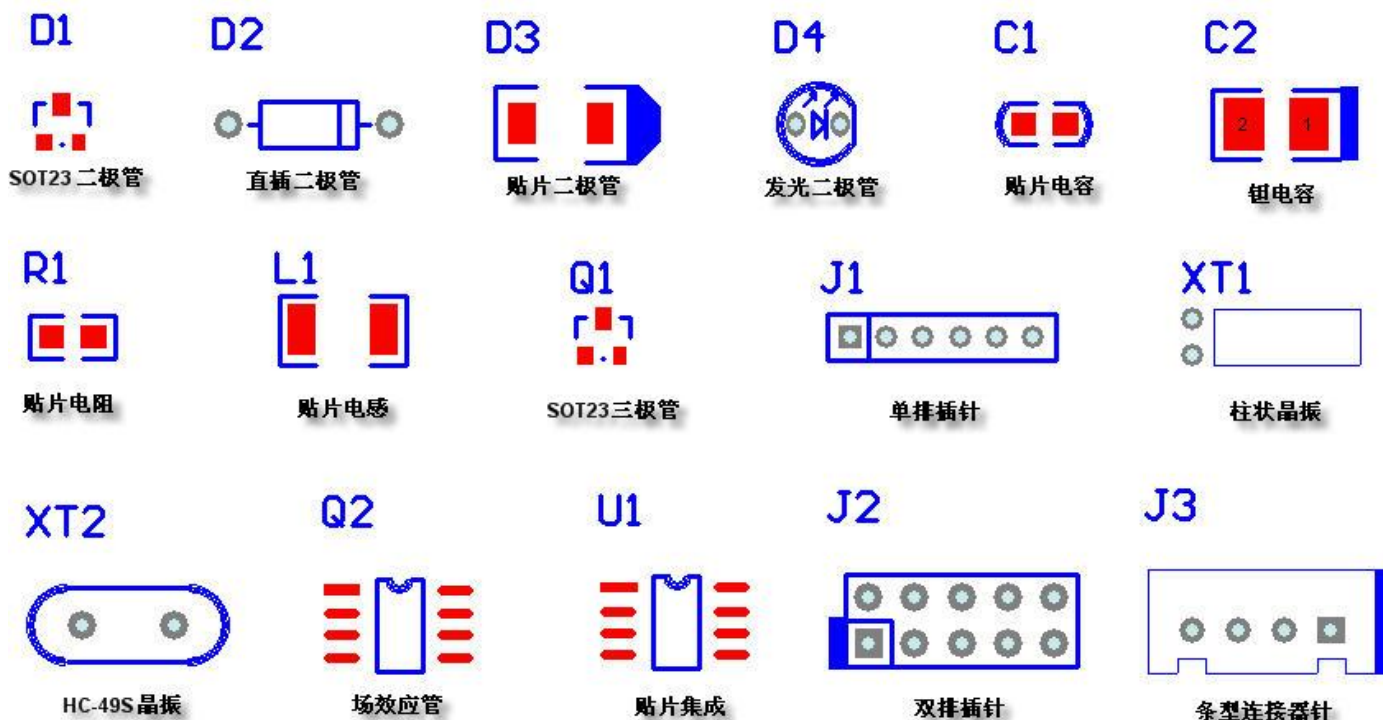 D1 D2 D3 D4 C1 C2
2 1
SOT23 二极管 直插二极管 贴片二极管 发光二极管 贴片电容 钽电容
R1 L1 Q1 J1 XT1
贴片电阻 贴片电感 SOT23三极管 单排插针 柱状晶振
XT2 Q2 U1 J2 J3
HC-49S晶振 场效应管 贴片集成 双排插针 条型连接器针